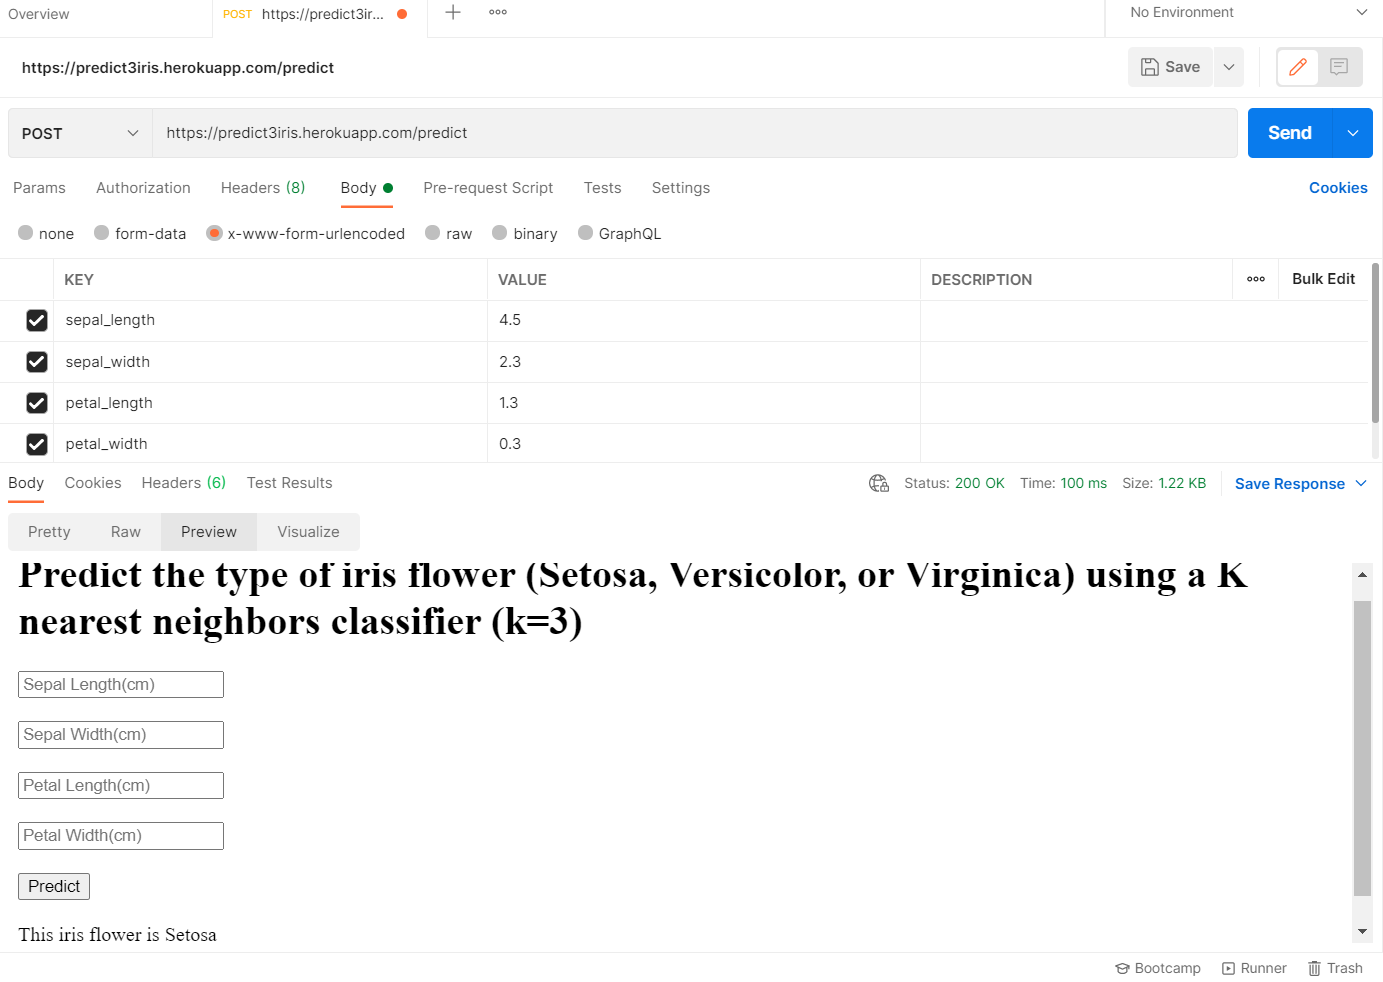 Overview
POST https://predict3ir...
No Environment
https://predict3iris.herokuapp.com/predict
Save
POST
https://predict3iris.herokuapp.com/predict
Send
Params Authorization Headers (8) Body Pre-request Script Tests Settings Cookies
none form-data x-www-form-urlencoded raw binary GraphQL
KEY VALUE DESCRIPTION Bulk Edit
sepal_length 4.5
sepal_width 2.3
petal_length 1.3
petal_width 0.3
Body Cookies Headers (6) Test Results Status: 200 OK Time: 100 ms Size: 1.22 KB Save Response
Pretty Raw Preview Visualize
Predict the type of iris flower (Setosa, Versicolor, or Virginica) using a K
nearest neighbors classifier (k=3)
Sepal Length(cm)
Sepal Width(cm)
Petal Length(cm)
Petal Width(cm)
Predict
This iris flower is Setosa
Bootcamp Runner Trash